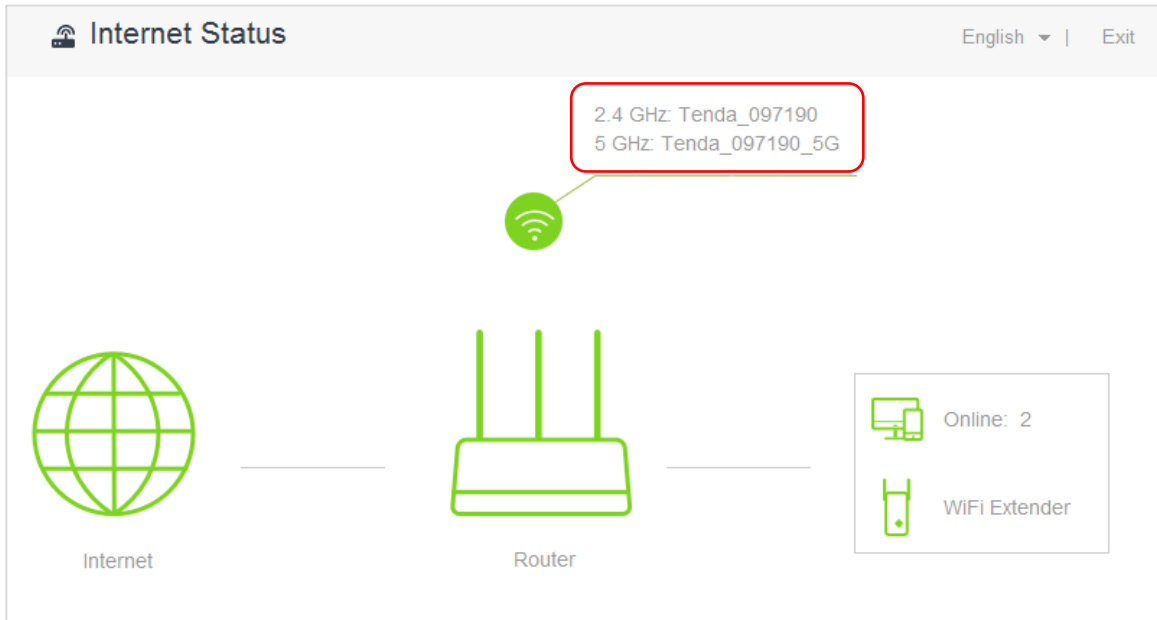 Internet Status
English | Exit
2.4 GHz: Tenda_097190
5 GHz: Tenda_097190_5G
Online: 2
WiFi Extender
Internet
Router